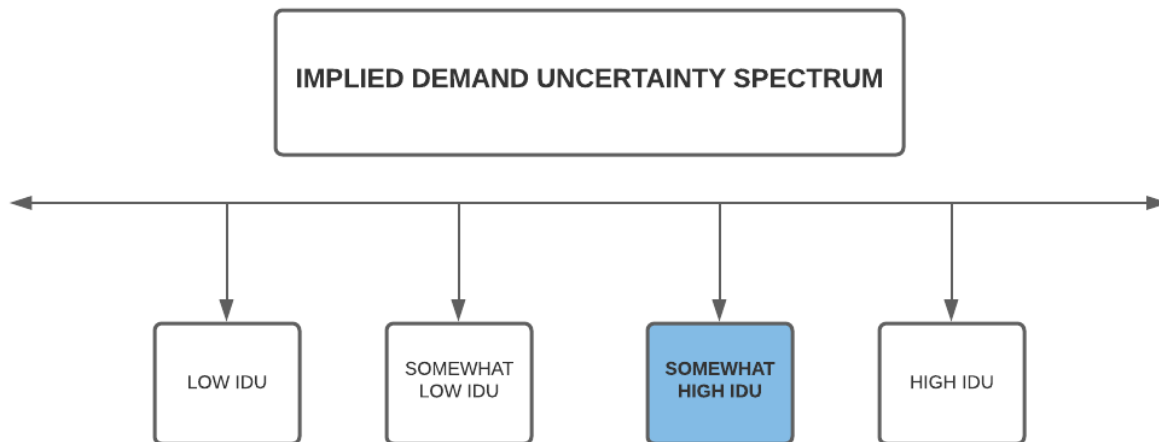 IMPLIED DEMAND UNCERTAINTY SPECTRUM
LOW IDU
SOMEWHAT
LOW IDU
SOMEWHAT
HIGH IDU
HIGH IDU